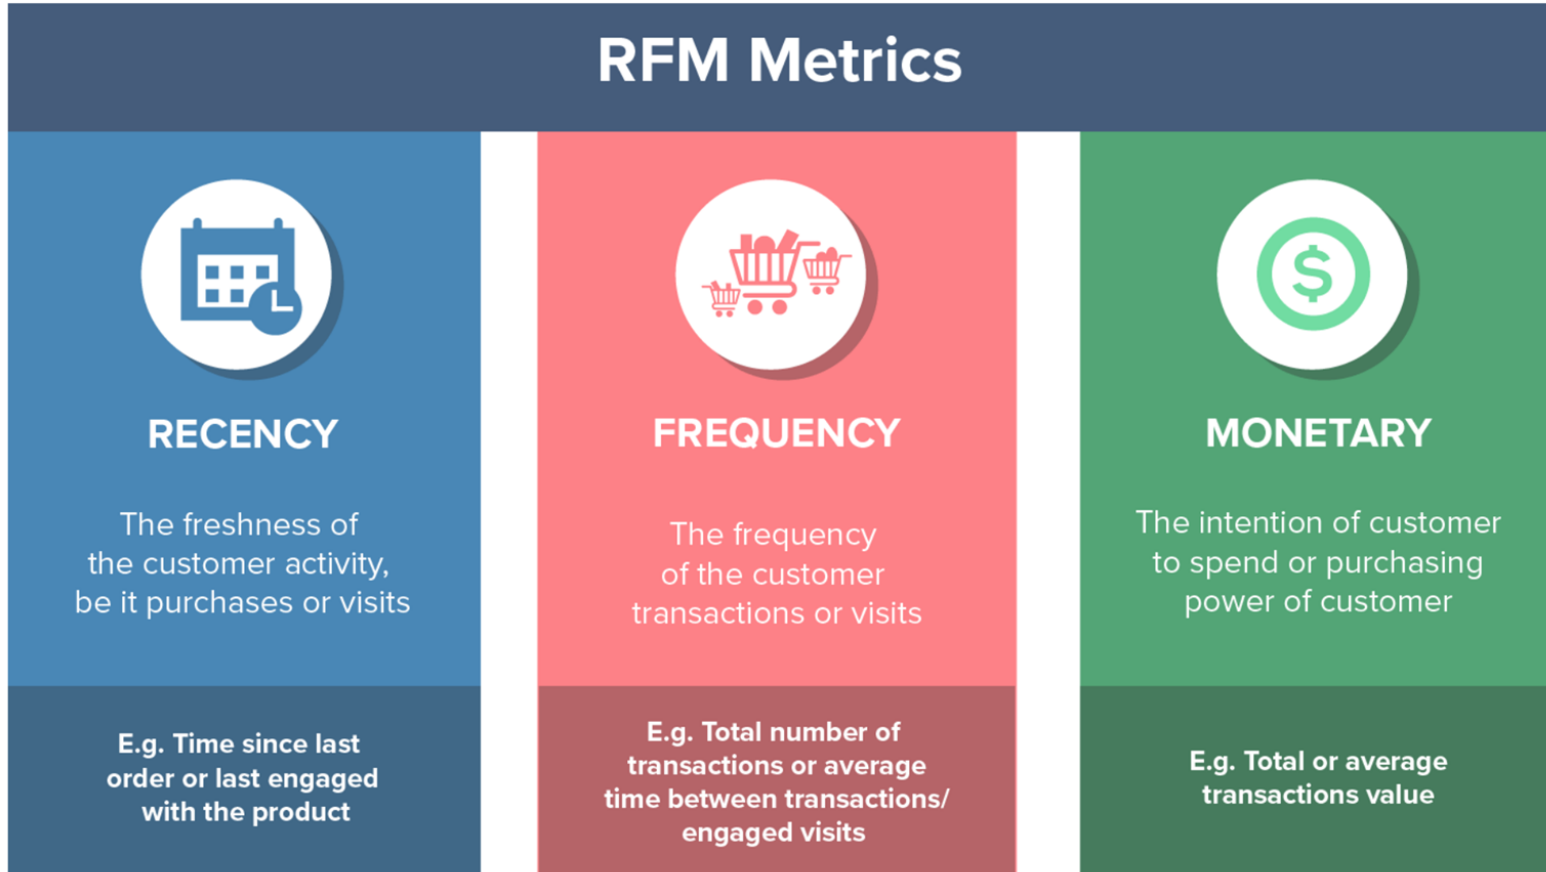 RFM Metrics
RECENCY
The freshness of
the customer activity,
be it purchases or visits
E.g. Time since last
order or last engaged
with the product
FREQUENCY
The frequency
of the customer
transactions or visits
E.g. Total number of
transactions or average
time between transactions/
engaged visits
MONETARY
The intention of customer
to spend or purchasing
power of customer
E.g. Total or average
transactions value